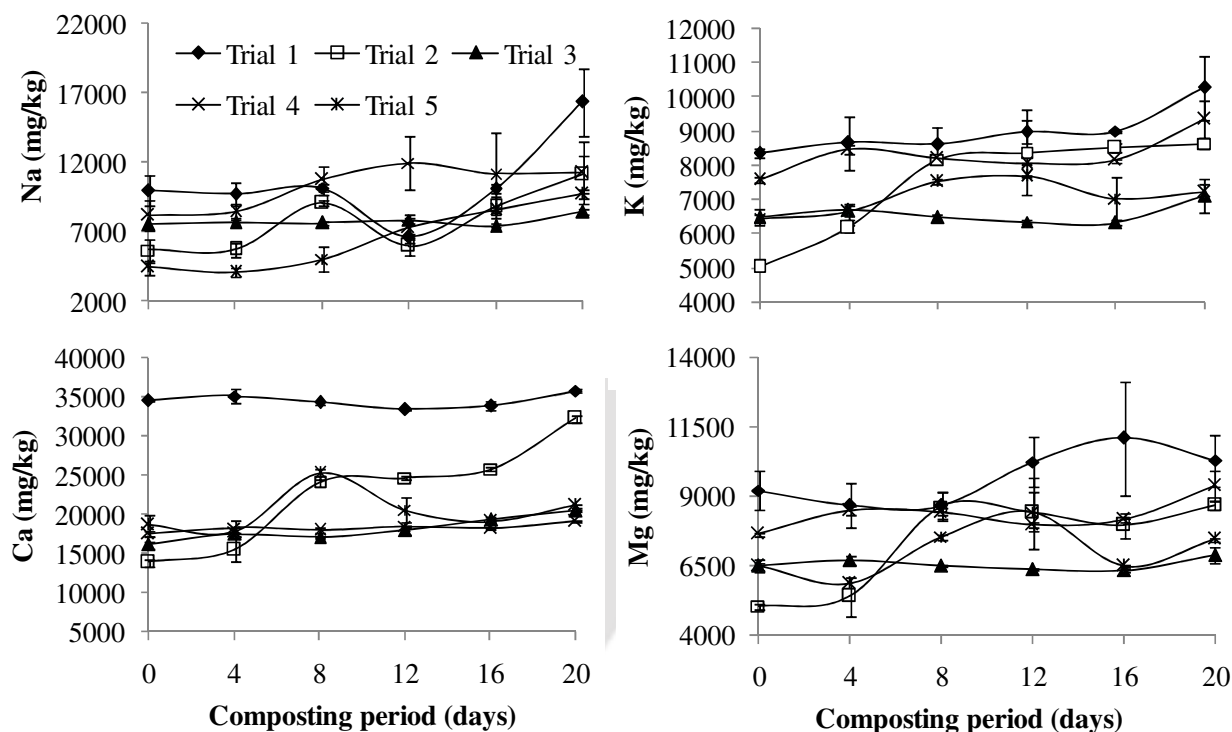 22000
17000
12000
7000
2000
Na (mg/kg)
Trial 1 Trial 2 Trial 3
Trial 4 Trial 5
12000
11000
10000
9000
8000
7000
6000
5000
4000
K (mg/kg)
40000
35000
30000
25000
20000
15000
10000
5000
Ca (mg/kg)
0 4 8 12 16 20
Composting period (days)
14000
11500
9000
6500
4000
Mg (mg/kg)
0 4 8 12 16 20
Composting period (days)